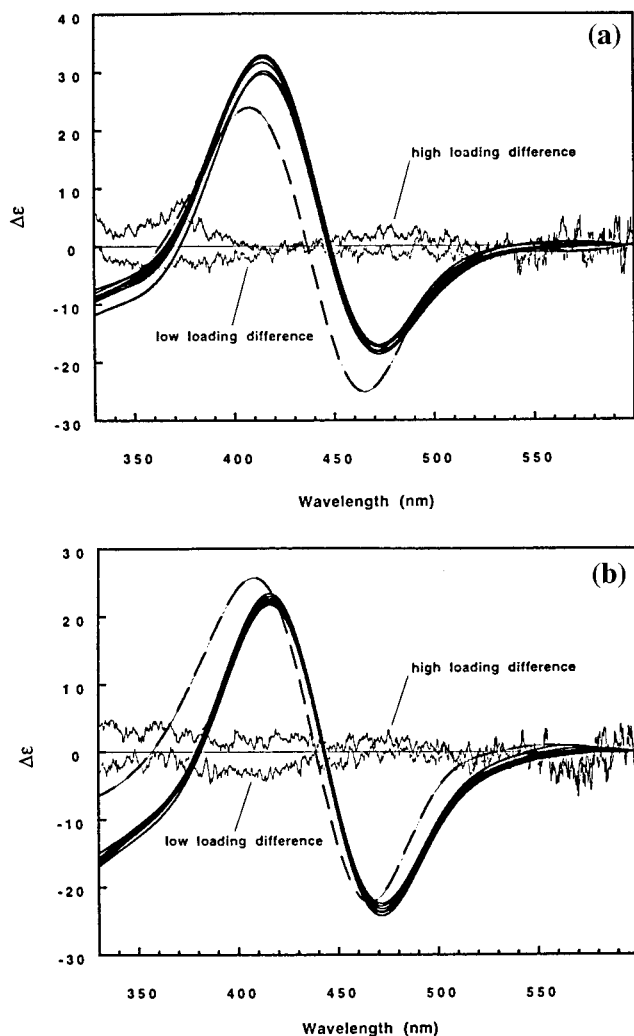 (a)
40
30
20
10
0
-10
-20
-30
Δε
high loading difference
low loading difference
350 400 450 500 550
Wavelength (nm)
(b)
30
20
10
0
-10
-20
-30
Δε
high loading difference
low loading difference
350 400 450 500 550
Wavelength (nm)